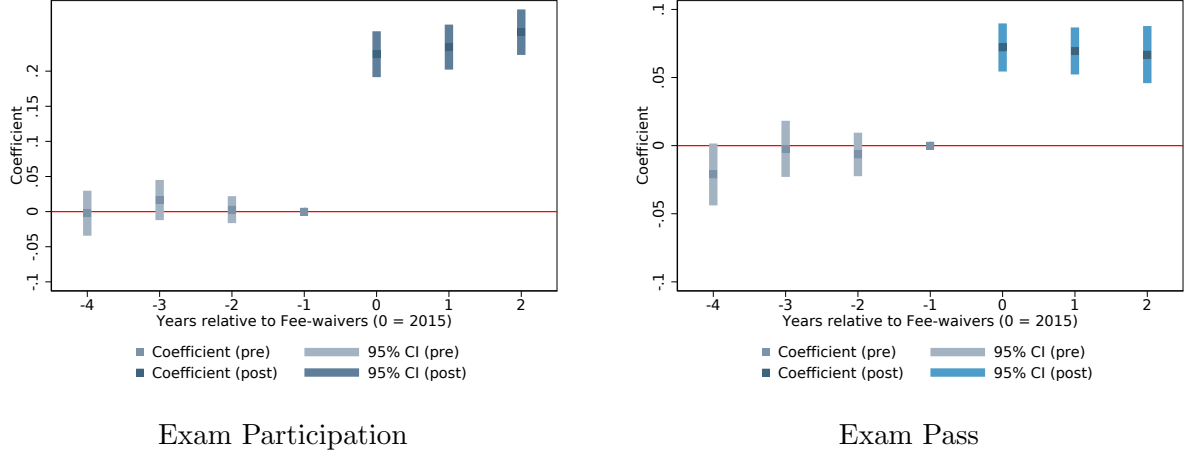 Coefficient
.2
.15
.1
.05
0
-.05
-.1
-4 -3 -2 -1 0 1 2
Years relative to Fee-waivers (0 = 2015)
Coefficient (pre) 95% CI (pre)
Coefficient (post) 95% CI (post)
Exam Participation
Coefficient
.1
.05
0
-.05
-.1
-4 -3 -2 -1 0 1 2
Years relative to Fee-waivers (0 = 2015)
Coefficient (pre) 95% CI (pre)
Coefficient (post) 95% CI (post)
Exam Pass